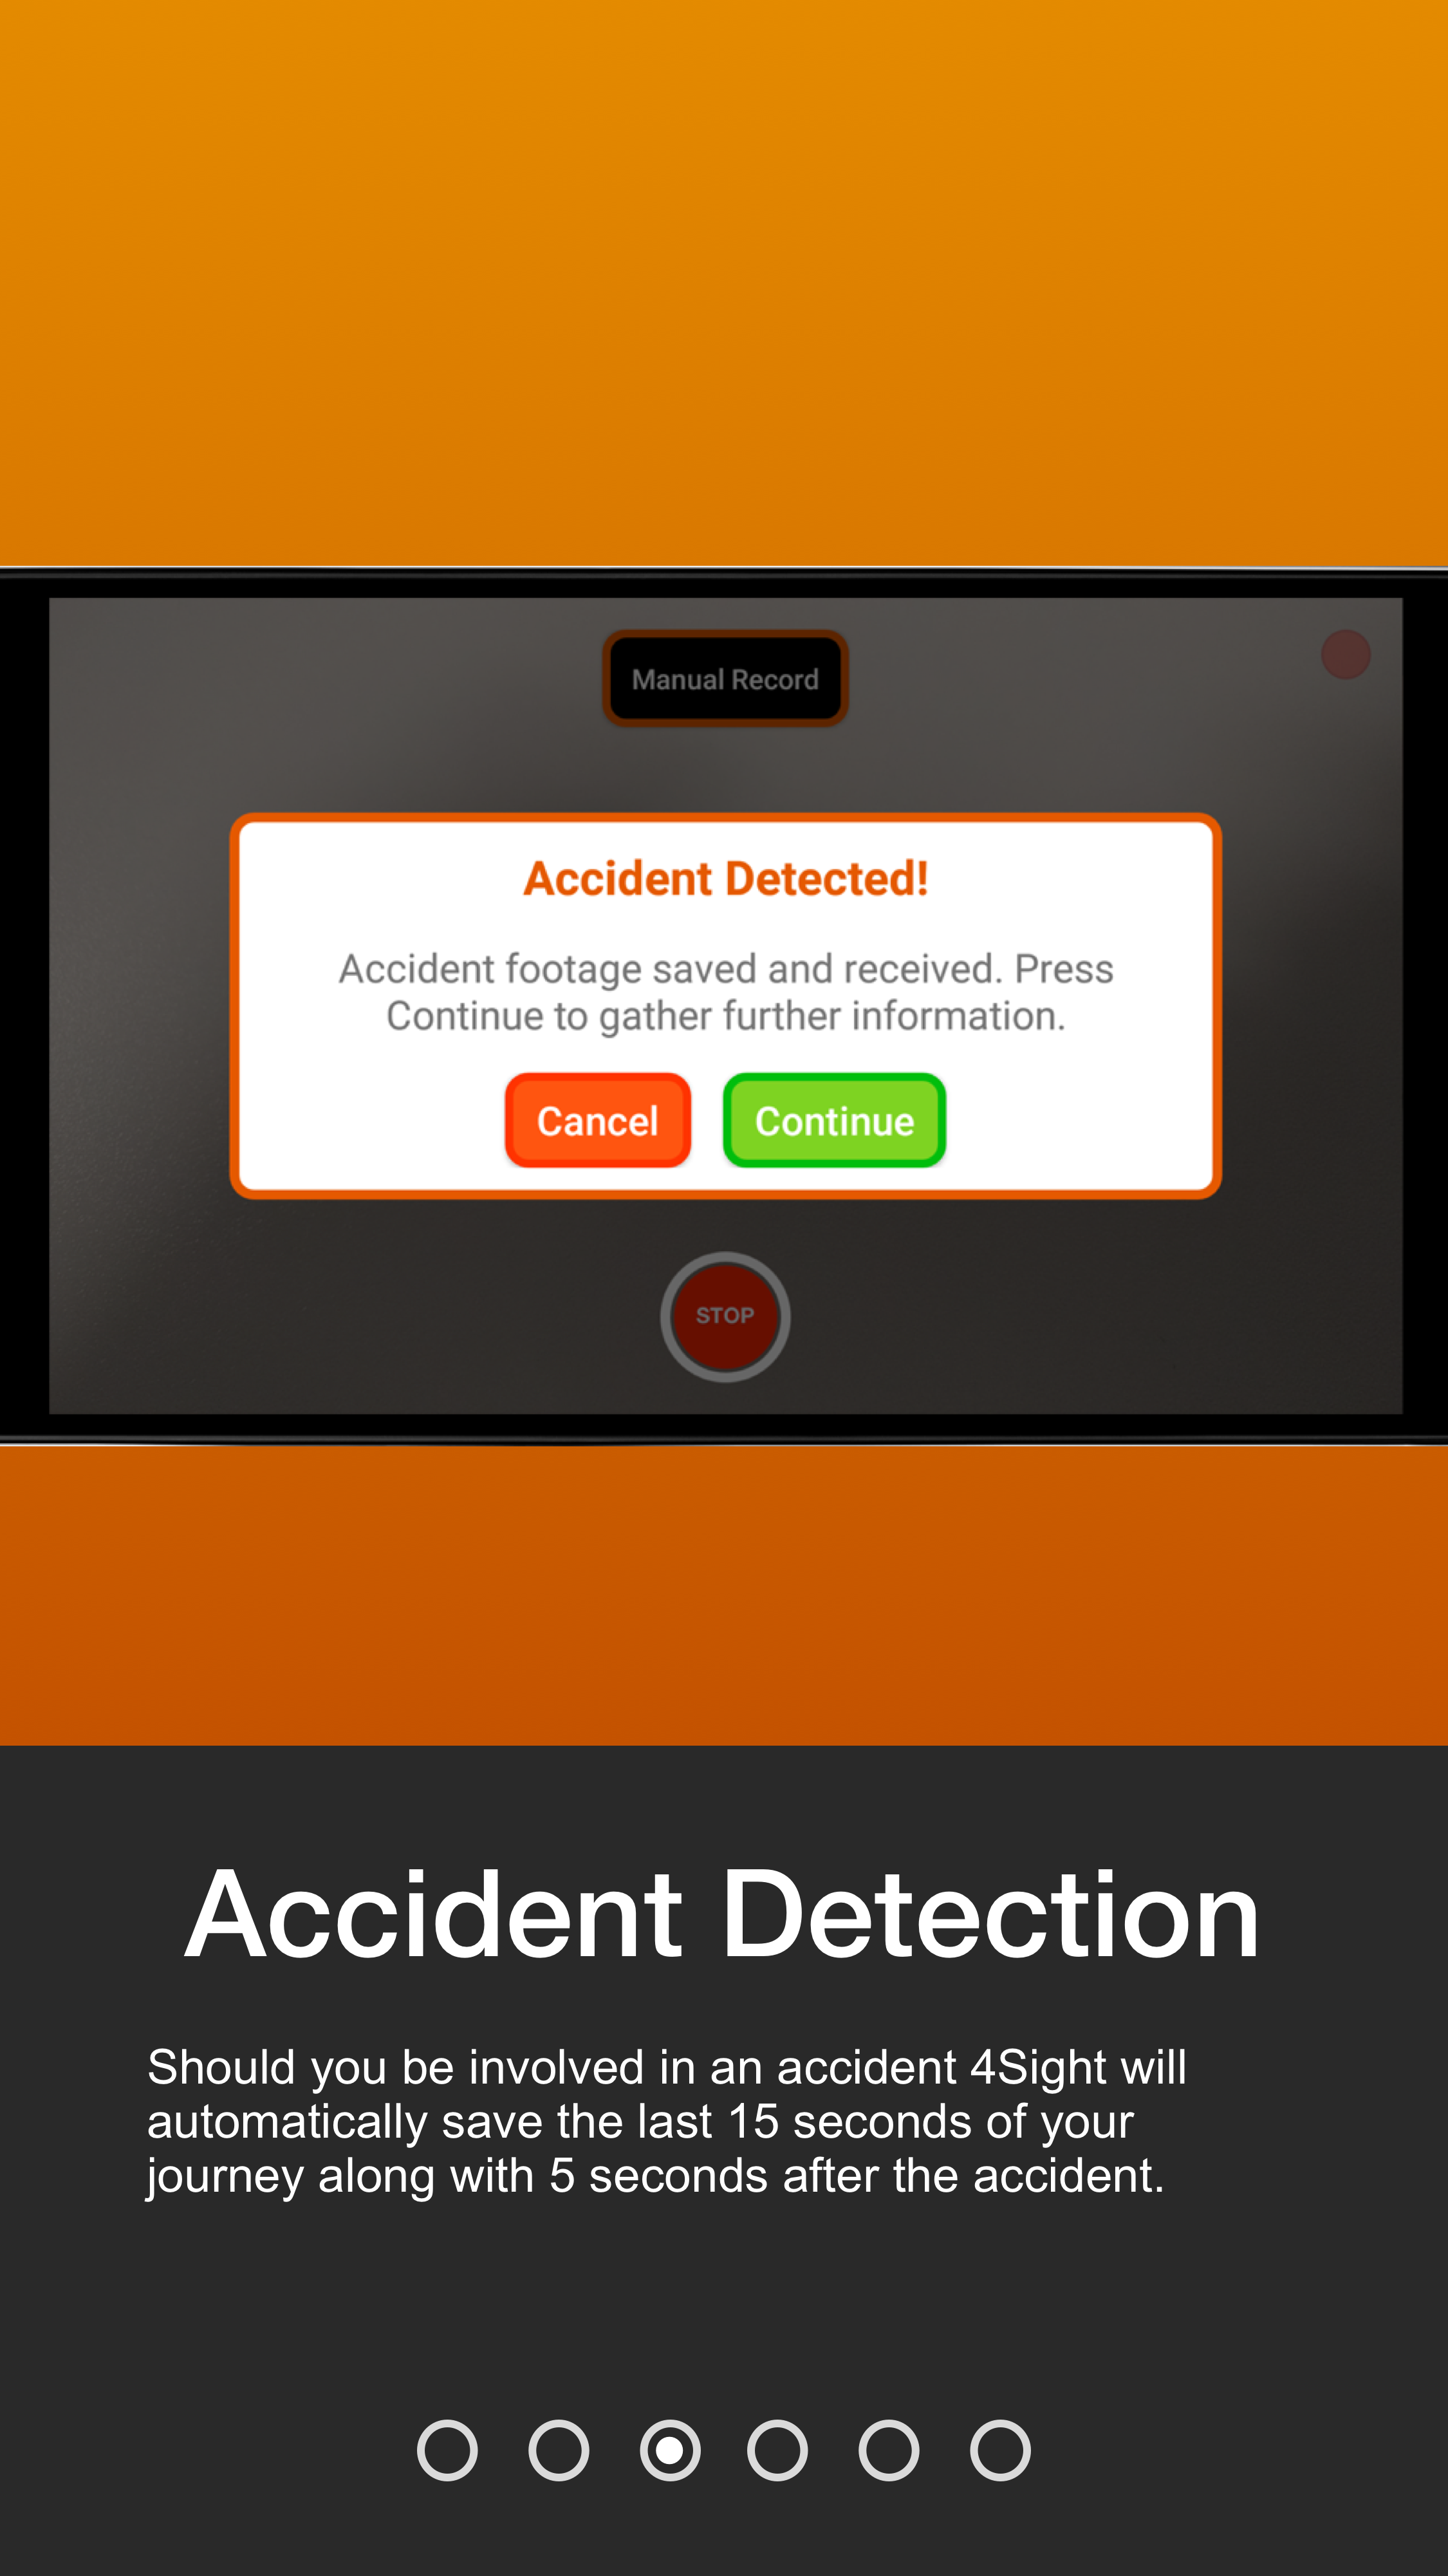 Manual Record
Accident Detected!
Accident footage saved and received. Press
Continue to gather further information.
Cancel Continue
STOP
Accident Detection
Should you be involved in an accident 4Sight will
automatically save the last 15 seconds of your
journey along with 5 seconds after the accident.